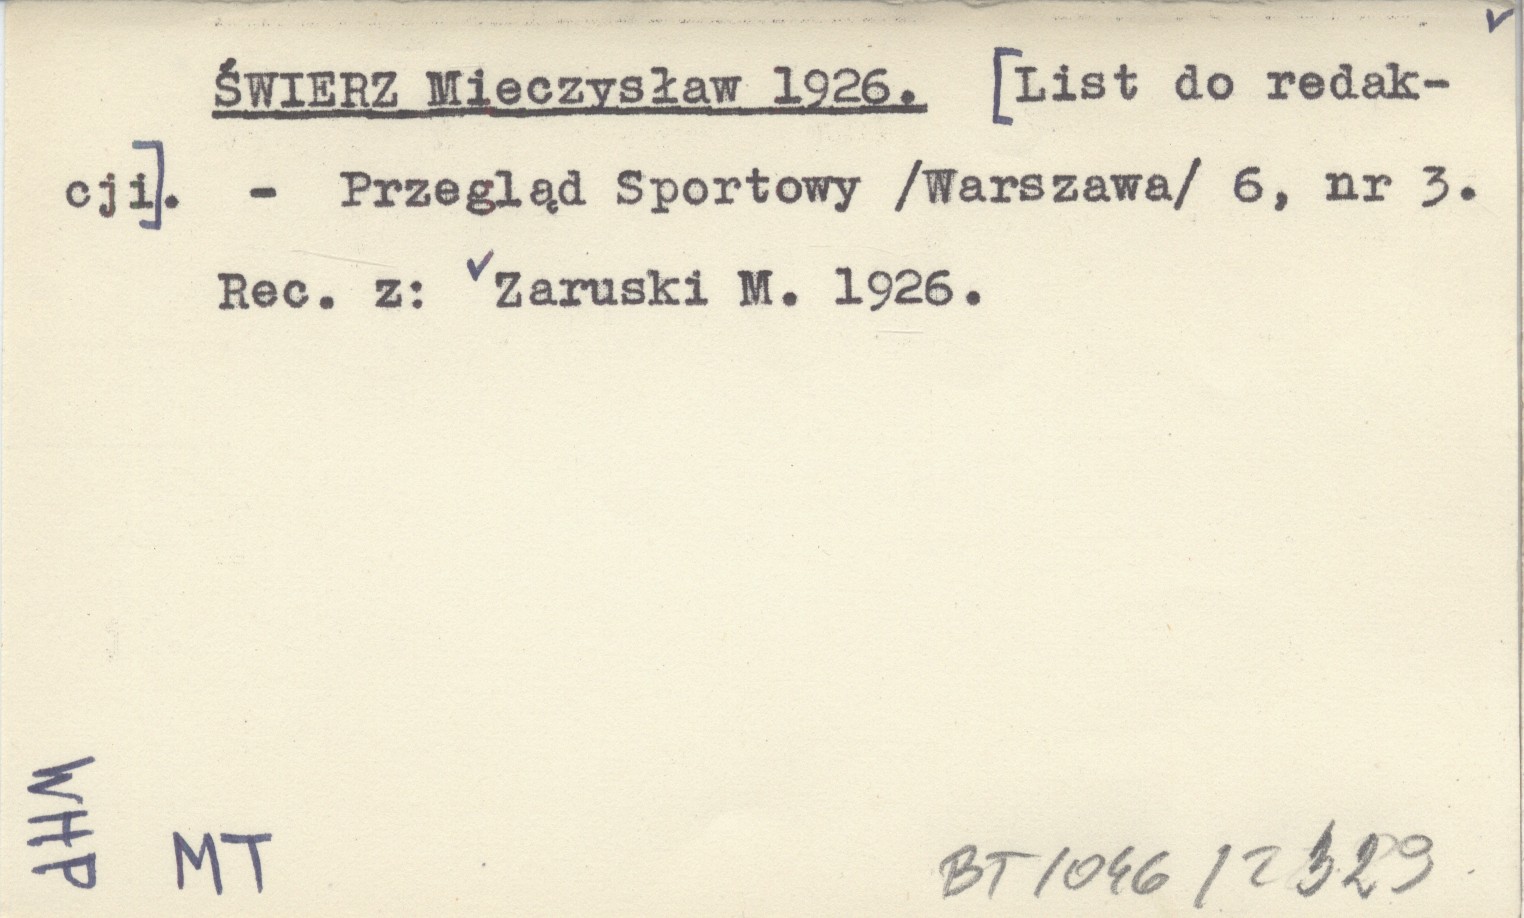 ŚWIERZ Mieczysław 1926. [List do redak-
cji]. - Przegląd Sportowy /Warszawa/ 6, nr 3.
Rec. z: ✓Zaruski M. 1926.
WHP
MT
BT/046/